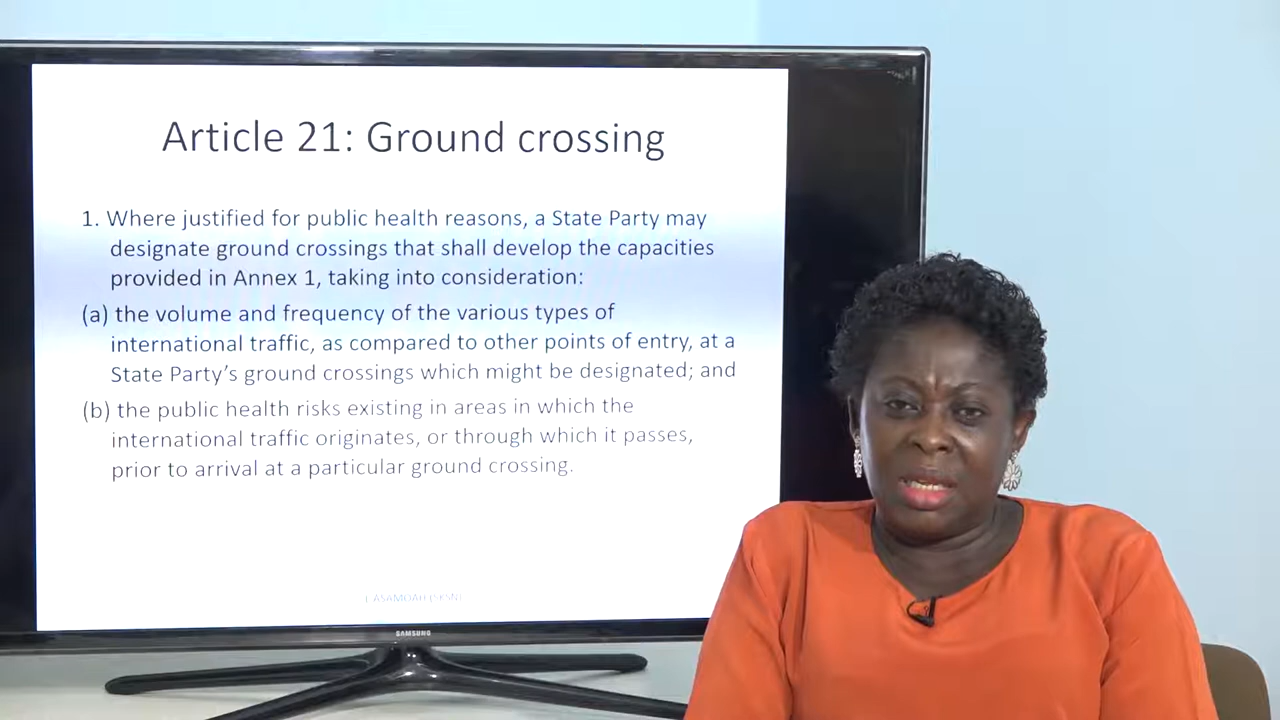 Article 21: Ground crossing
1. Where justified for public health reasons, a State Party may
designate ground crossings that shall develop the capacities
provided in Annex 1, taking into consideration:
(a) the volume and frequency of the various types of
international traffic, as compared to other points of entry, at a
State Party’s ground crossings which might be designated; and
(b) the public health risks existing in areas in which the
international traffic originates, or through which it passes,
prior to arrival at a particular ground crossing.
ASAMOAH
SAMSUNG